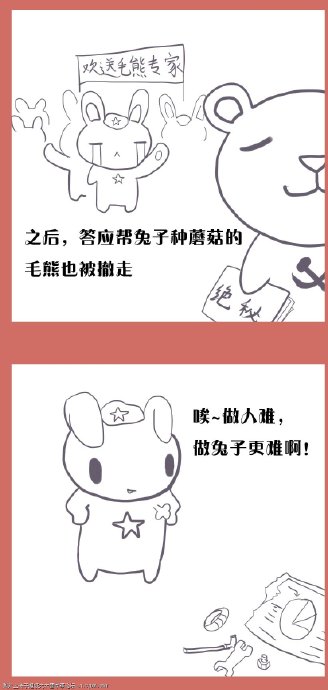 欢送毛熊专家
之后，答应帮兔子种蘑菇的
毛熊也被撤走
绝秘
唉~做人难，
做兔子更难啊！